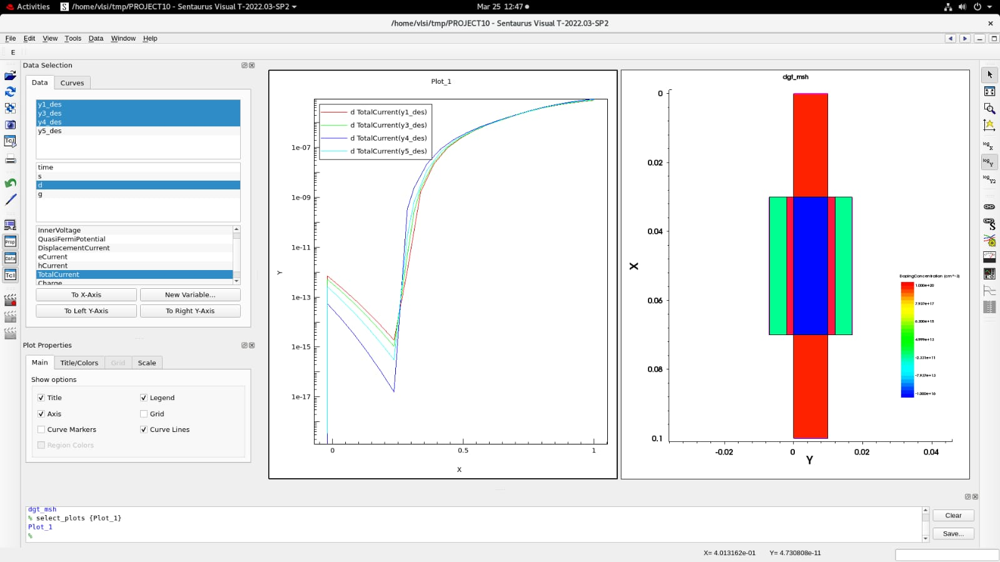 Activities
S /home/vlsi/tmp/PROJECT10 - Sentaurus Visual T-2022.03-SP2
Mar 25 12:47
/home/vlsi/tmp/PROJECT10 - Sentaurus Visual T-2022.03-SP2
File Edit View Tools Data Window Help
E
Data Selection
Data Curves
y1_des
y3_des
y4_des
y5_des
time
s
d
g
InnerVoltage
QuasiFermiPotential
DisplacementCurrent
eCurrent
hCurrent
TotalCurrent
Charge
To X-Axis New Variable...
To Left Y-Axis To Right Y-Axis
Plot Properties
Main Title/Colors Grid Scale
Show options
Title Legend
Axis Grid
Curve Markers Curve Lines
Region Colors
Tcl
Prop
Data
Tcl
Plot_1
d TotalCurrent(y1_des)
d TotalCurrent(y3_des)
d TotalCurrent(y4_des)
d TotalCurrent(y5_des)
1e-07
1e-09
1e-11
Y
1e-13
1e-15
1e-17
0 0.5 1
X
dgt_msh
0
0.02
0.04
X
0.06
0.08
0.1
-0.02 0 0.02 0.04
Y
DopingConcentration (cm^-3)
1.000e+20
7.937e+17
6.300e+15
4.999e+13
-2.331e+11
-7.937e+13
-1.000e+16
log X
log Y
log Y2
S
dgt_msh
% select_plots {Plot_1}
Plot_1
%
Clear
Save...
X= 4.013162e-01 Y= 4.730808e-11